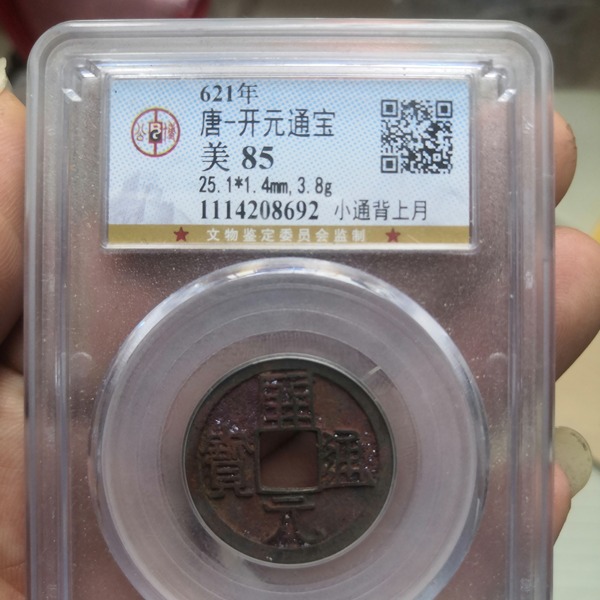 621年
唐-开元通宝
美 85
25.1*1.4mm,3.8g
1114208692 小通背上月
★ 文物鉴定委员会监制 ★
開
寶 通
元